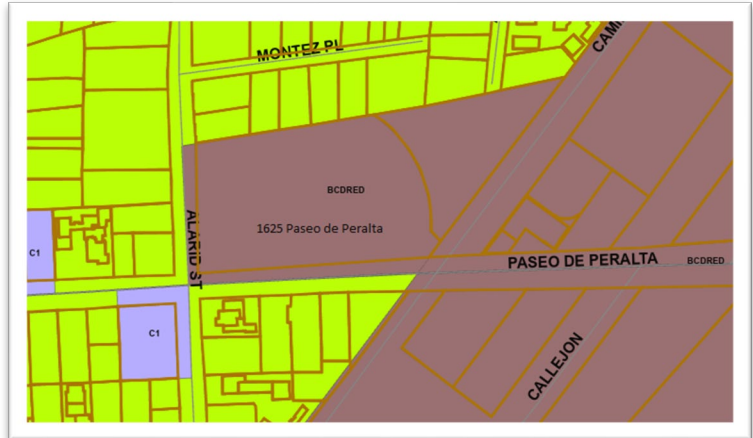 MONTEZ PL
CAMI
BCDRED
1625 Paseo de Peralta
ALARID ST
C1
PASEO DE PERALTA
BCDRED
C1
CALLEJON